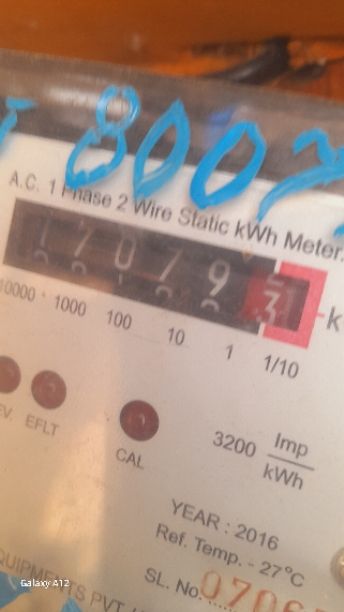 8007
A.C. 1 Phase 2 Wire Static kWh Meter.
17079 3
10000 1000 100 10 1 1/10
EFLT
CAL
3200 Imp
kWh
YEAR : 2016
Ref. Temp. - 27°C
SL. No.
Galaxy A12